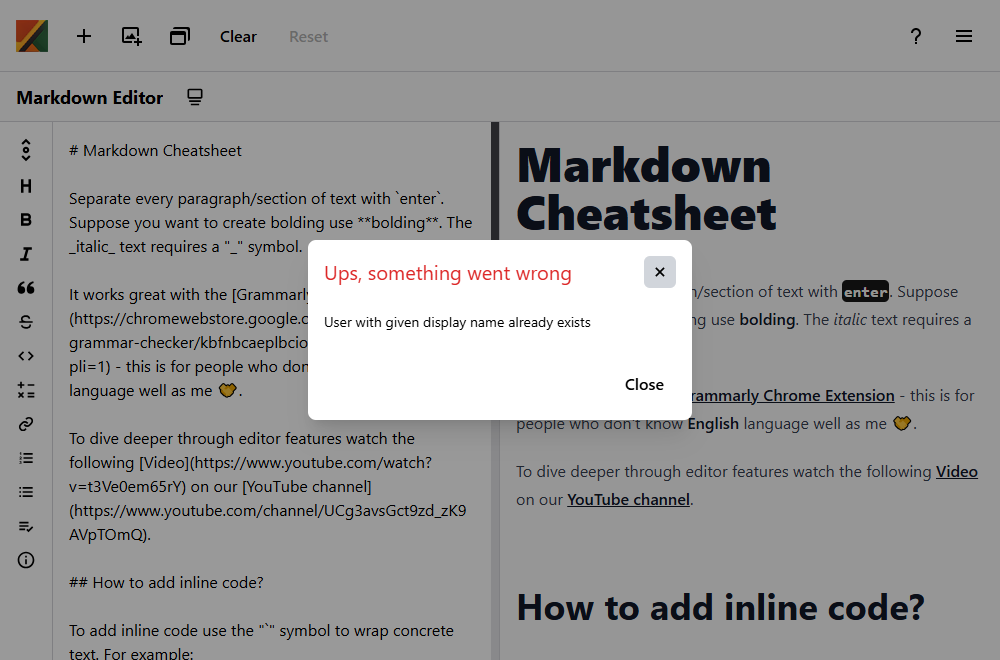 Clear
Reset
?
Markdown Editor
H
B
I
# Markdown Cheatsheet
Separate every paragraph/section of text with `enter`.
Suppose you want to create bolding use **bolding**. The
_italic_ text requires a "_" symbol.
It works great with the [Grammarly
(https://chromewebstore.google.c
grammar-checker/kbfnbcaeplbcio
pli=1) - this is for people who don
language well as me 🤝.
To dive deeper through editor features watch the
following [Video](https://www.youtube.com/watch?
v=t3Ve0em65rY) on our [YouTube channel]
(https://www.youtube.com/channel/UCg3avsGct9zd_zK9
AVpTOmQ).
## How to add inline code?
To add inline code use the "`" symbol to wrap concrete
text. For example:
Markdown
Cheatsheet
/section of text with enter. Suppose
ng use bolding. The italic text requires a
rammarly Chrome Extension - this is for
people who don't know English language well as me 🤝.
To dive deeper through editor features watch the following Video
on our YouTube channel.
How to add inline code?
Ups, something went wrong
User with given display name already exists
Close